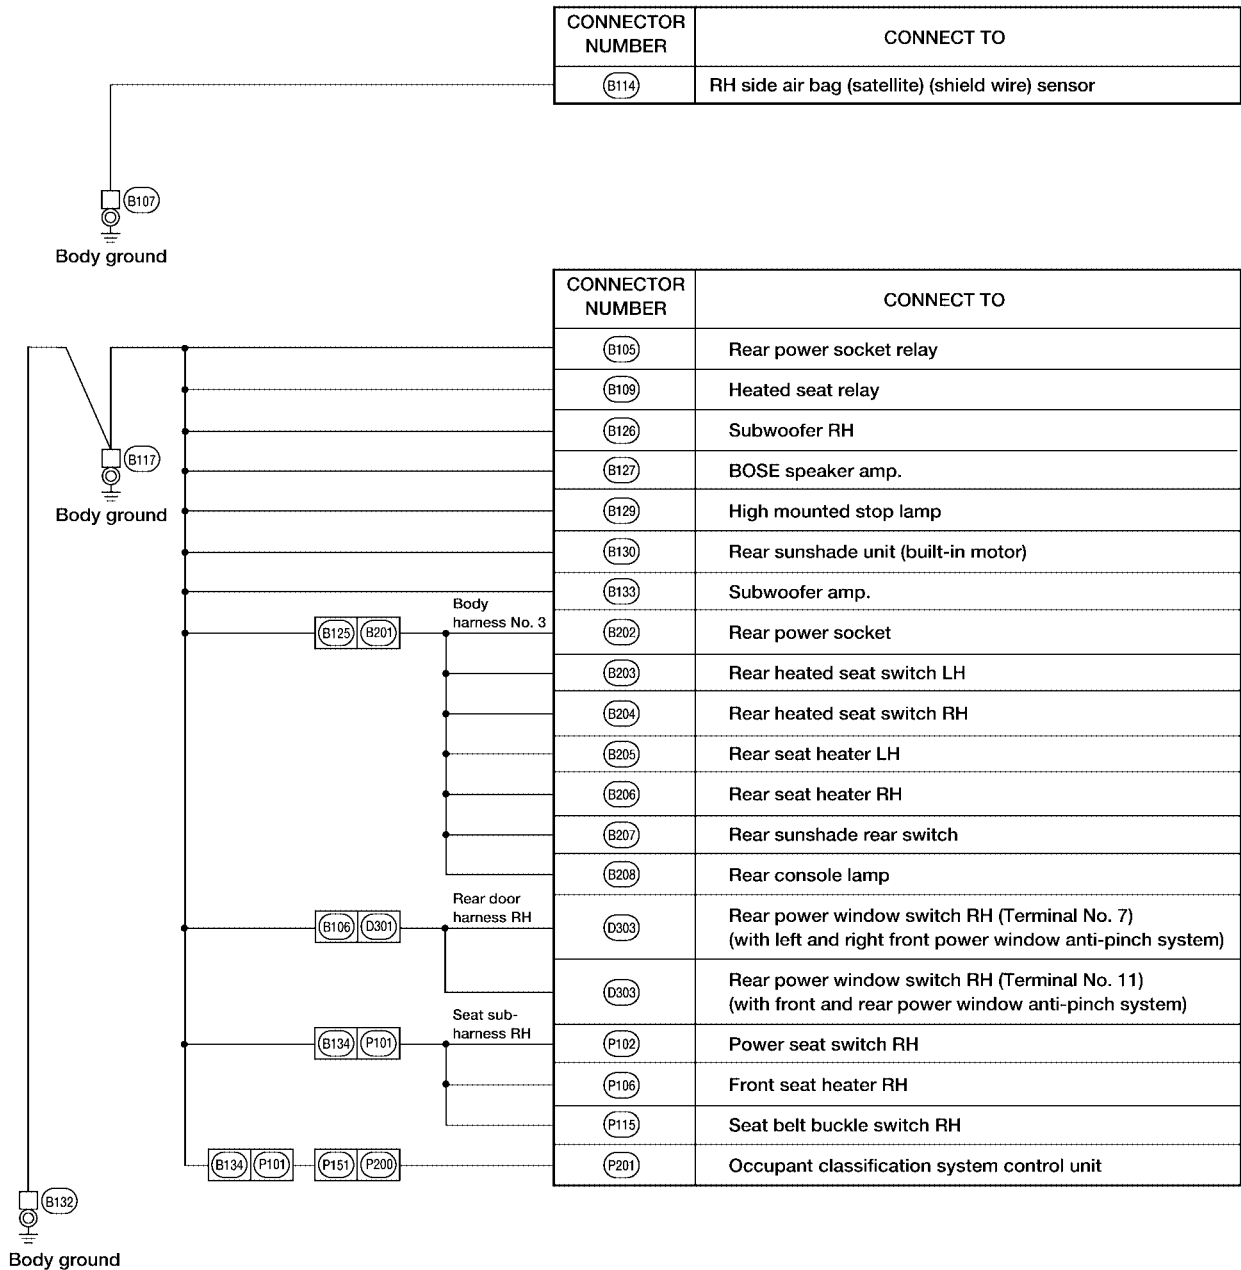 CONNECTOR NUMBER CONNECT TO
B114 RH side air bag (satellite) (shield wire) sensor
B107
Body ground
CONNECTOR NUMBER CONNECT TO
B105 Rear power socket relay
B109 Heated seat relay
B126 Subwoofer RH
B117
Body ground
B127 BOSE speaker amp.
B129 High mounted stop lamp
B130 Rear sunshade unit (built-in motor)
B133 Subwoofer amp.
Body
harness No. 3
B125 B201 B202 Rear power socket
B203 Rear heated seat switch LH
B204 Rear heated seat switch RH
B205 Rear seat heater LH
B206 Rear seat heater RH
B207 Rear sunshade rear switch
B208 Rear console lamp
Rear door
harness RH
B106 D301 D303 Rear power window switch RH (Terminal No. 7)
(with left and right front power window anti-pinch system)
D303 Rear power window switch RH (Terminal No. 11)
(with front and rear power window anti-pinch system)
Seat sub-
harness RH
B134 P101 P102 Power seat switch RH
P106 Front seat heater RH
P115 Seat belt buckle switch RH
B134 P101 P151 P200 P201 Occupant classification system control unit
B132
Body ground